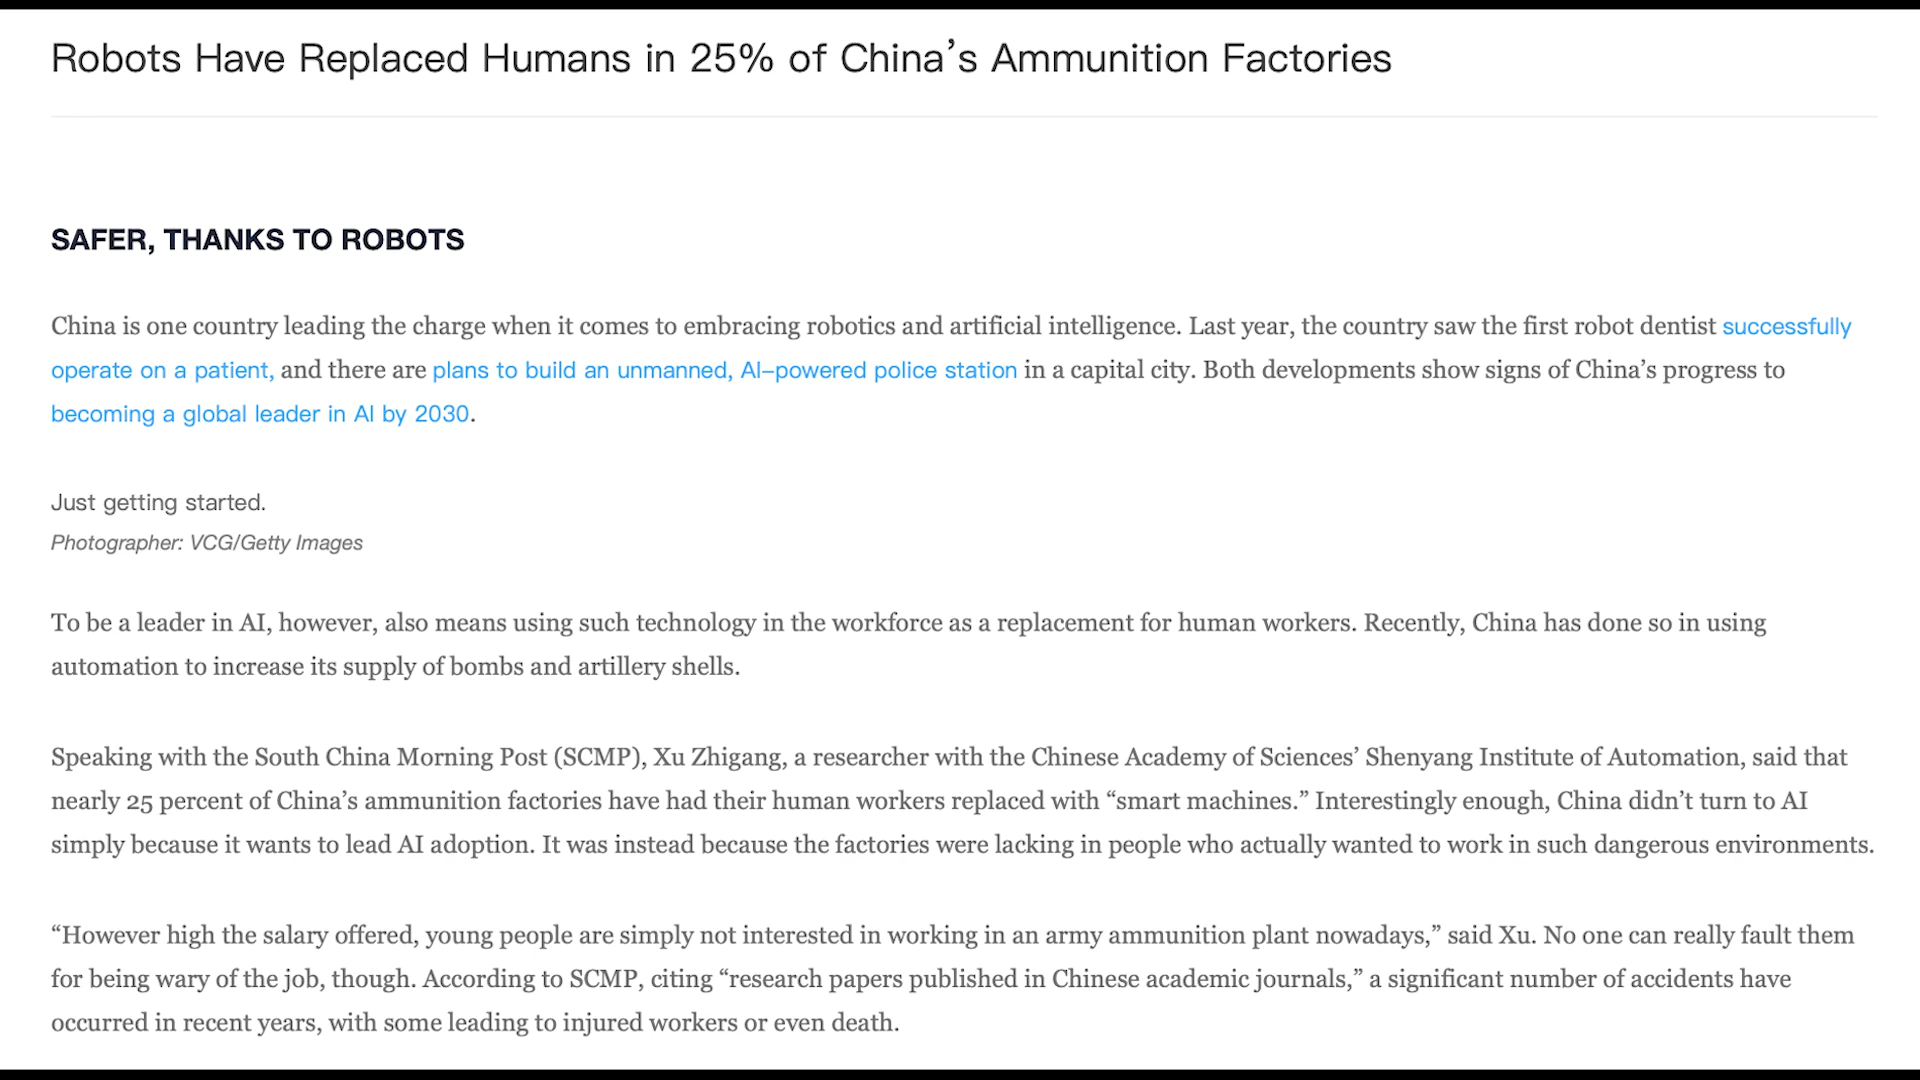 Robots Have Replaced Humans in 25% of China’s Ammunition Factories
SAFER, THANKS TO ROBOTS
China is one country leading the charge when it comes to embracing robotics and artificial intelligence. Last year, the country saw the first robot dentist successfully
operate on a patient, and there are plans to build an unmanned, AI–powered police station in a capital city. Both developments show signs of China’s progress to
becoming a global leader in AI by 2030.
Just getting started.
Photographer: VCG/Getty Images
To be a leader in AI, however, also means using such technology in the workforce as a replacement for human workers. Recently, China has done so in using
automation to increase its supply of bombs and artillery shells.
Speaking with the South China Morning Post (SCMP), Xu Zhigang, a researcher with the Chinese Academy of Sciences’ Shenyang Institute of Automation, said that
nearly 25 percent of China’s ammunition factories have had their human workers replaced with “smart machines.” Interestingly enough, China didn’t turn to AI
simply because it wants to lead AI adoption. It was instead because the factories were lacking in people who actually wanted to work in such dangerous environments.
“However high the salary offered, young people are simply not interested in working in an army ammunition plant nowadays,” said Xu. No one can really fault them
for being wary of the job, though. According to SCMP, citing “research papers published in Chinese academic journals,” a significant number of accidents have
occurred in recent years, with some leading to injured workers or even death.